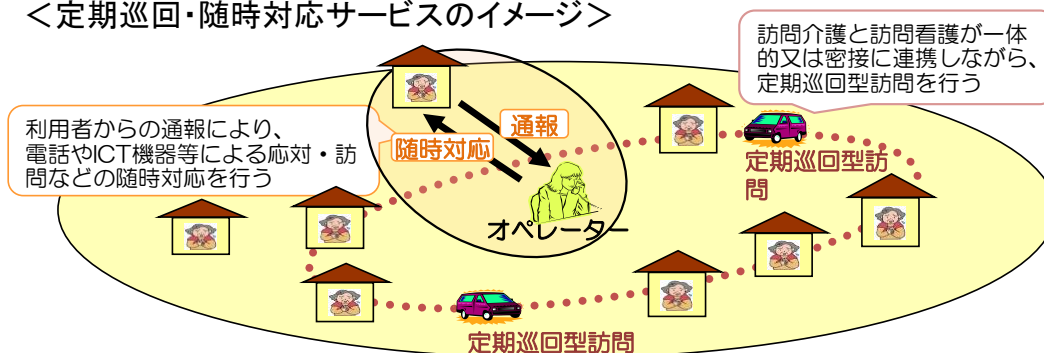 ＜定期巡回・随時対応サービスのイメージ＞
訪問介護と訪問看護が一体
的又は密接に連携しながら、
定期巡回型訪問を行う
利用者からの通報により、
電話やICT機器等による応対・訪
問などの随時対応を行う
通報
随時対応
定期巡回型訪
問
オペレーター
定期巡回型訪問